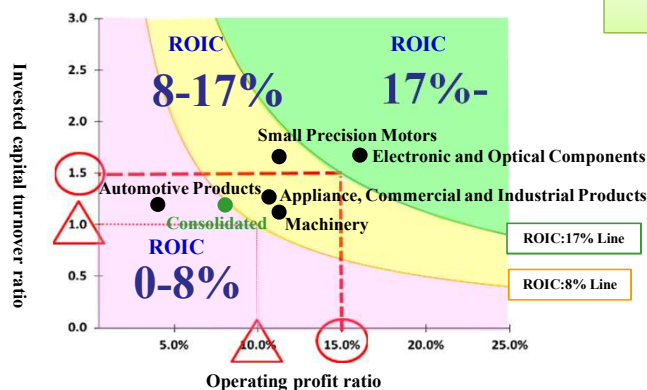 3.0
ROIC
ROIC
2.5
8-17%
17%-
2.0
Small Precision Motors
Electronic and Optical Components
1.5
Automotive Products
Appliance, Commercial and Industrial Products
Consolidated
Machinery
1.0
ROIC
ROIC:17% Line
0-8%
0.5
ROIC:8% Line
0.0
5.0%
10.0%
15.0%
20.0%
25.0%
Invested capital turnover ratio
Operating profit ratio